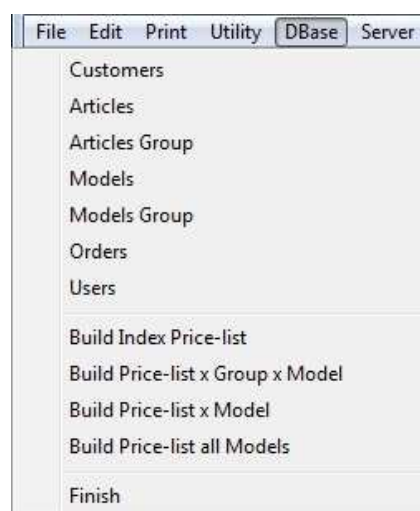 File Edit Print Utility DBase Server
Customers
Articles
Articles Group
Models
Models Group
Orders
Users
Build Index Price-list
Build Price-list x Group x Model
Build Price-list x Model
Build Price-list all Models
Finish